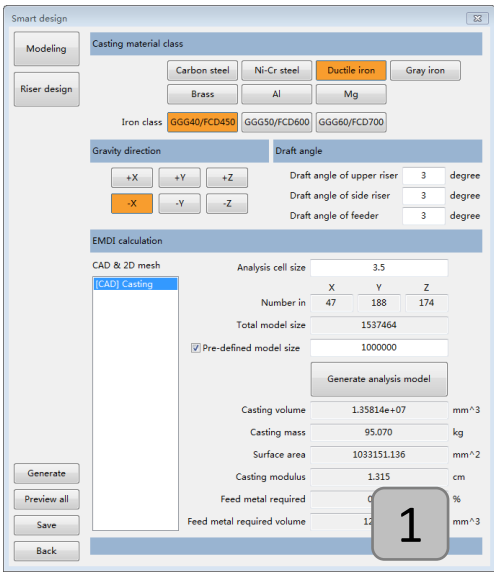 Smart design
Modeling
Riser design
Casting material class
Carbon steel Ni-Cr steel Ductile iron Gray iron
Brass Al Mg
Iron class GGG40/FCD450 GGG50/FCD600 GGG60/FCD700
Gravity direction Draft angle
+X +Y +Z Draft angle of upper riser 3 degree
-X -Y -Z Draft angle of side riser 3 degree
Draft angle of feeder 3 degree
EMDI calculation
CAD & 2D mesh Analysis cell size 3.5
[CAD] Casting X Y Z
Number in 47 188 174
Total model size 1537464
Pre-defined model size 1000000
Generate analysis model
Casting volume 1.35814e+07 mm^3
Casting mass 95.070 kg
Surface area 1033151.136 mm^2
Generate Casting modulus 1.315 cm
Preview all Feed metal required %
Save Feed metal required volume mm^3
Back
1